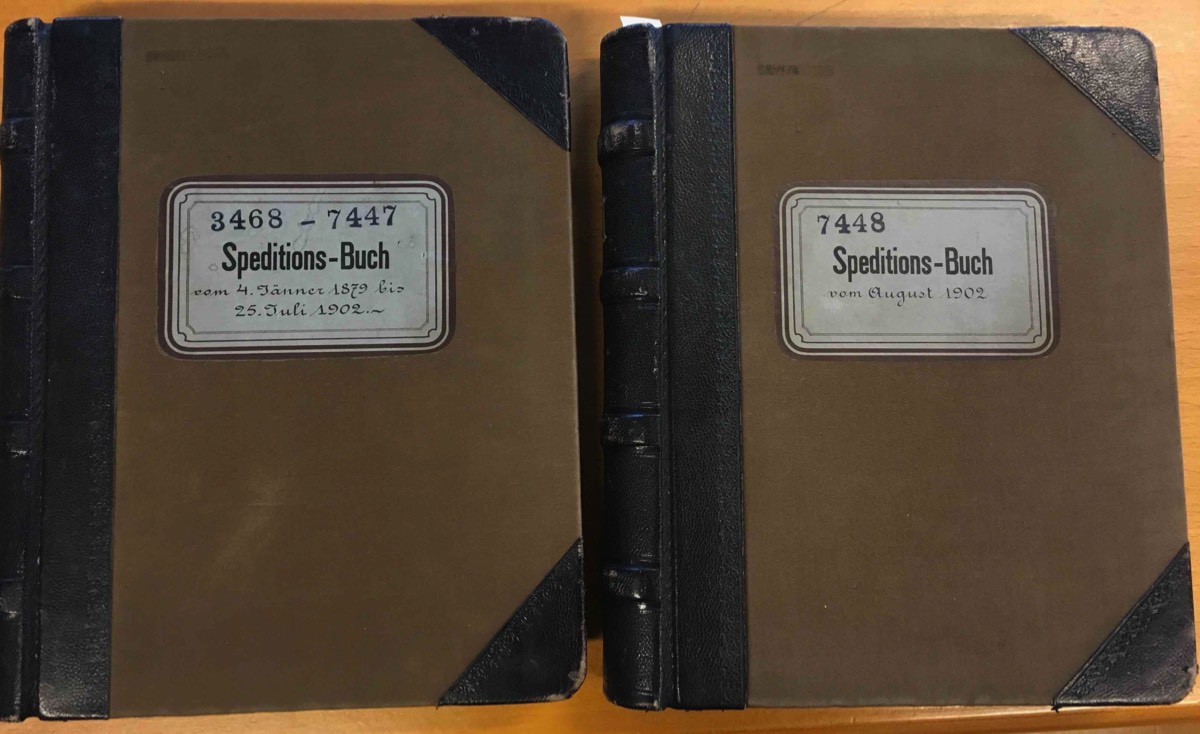 3468 – 7447
Speditions-Buch
vom 4. Jänner 1879 bis
25. Juli 1902.~
7448
Speditions-Buch
vom August 1902